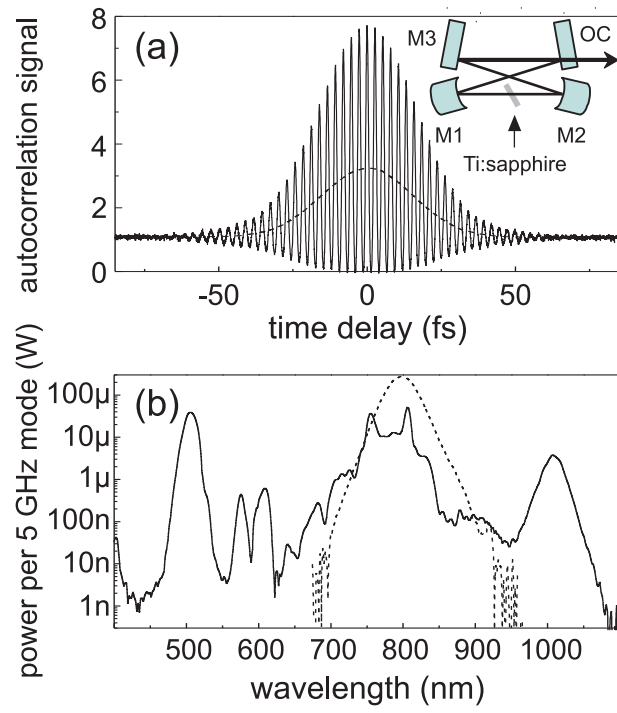 (a)
autocorrelation signal
8
6
4
2
0
-50
0
50
time delay (fs)
M3
OC
M1
M2
Ti:sapphire
(b)
power per 5 GHz mode (W)
100µ
10µ
1µ
100n
10n
1n
500
600
700
800
900
1000
wavelength (nm)